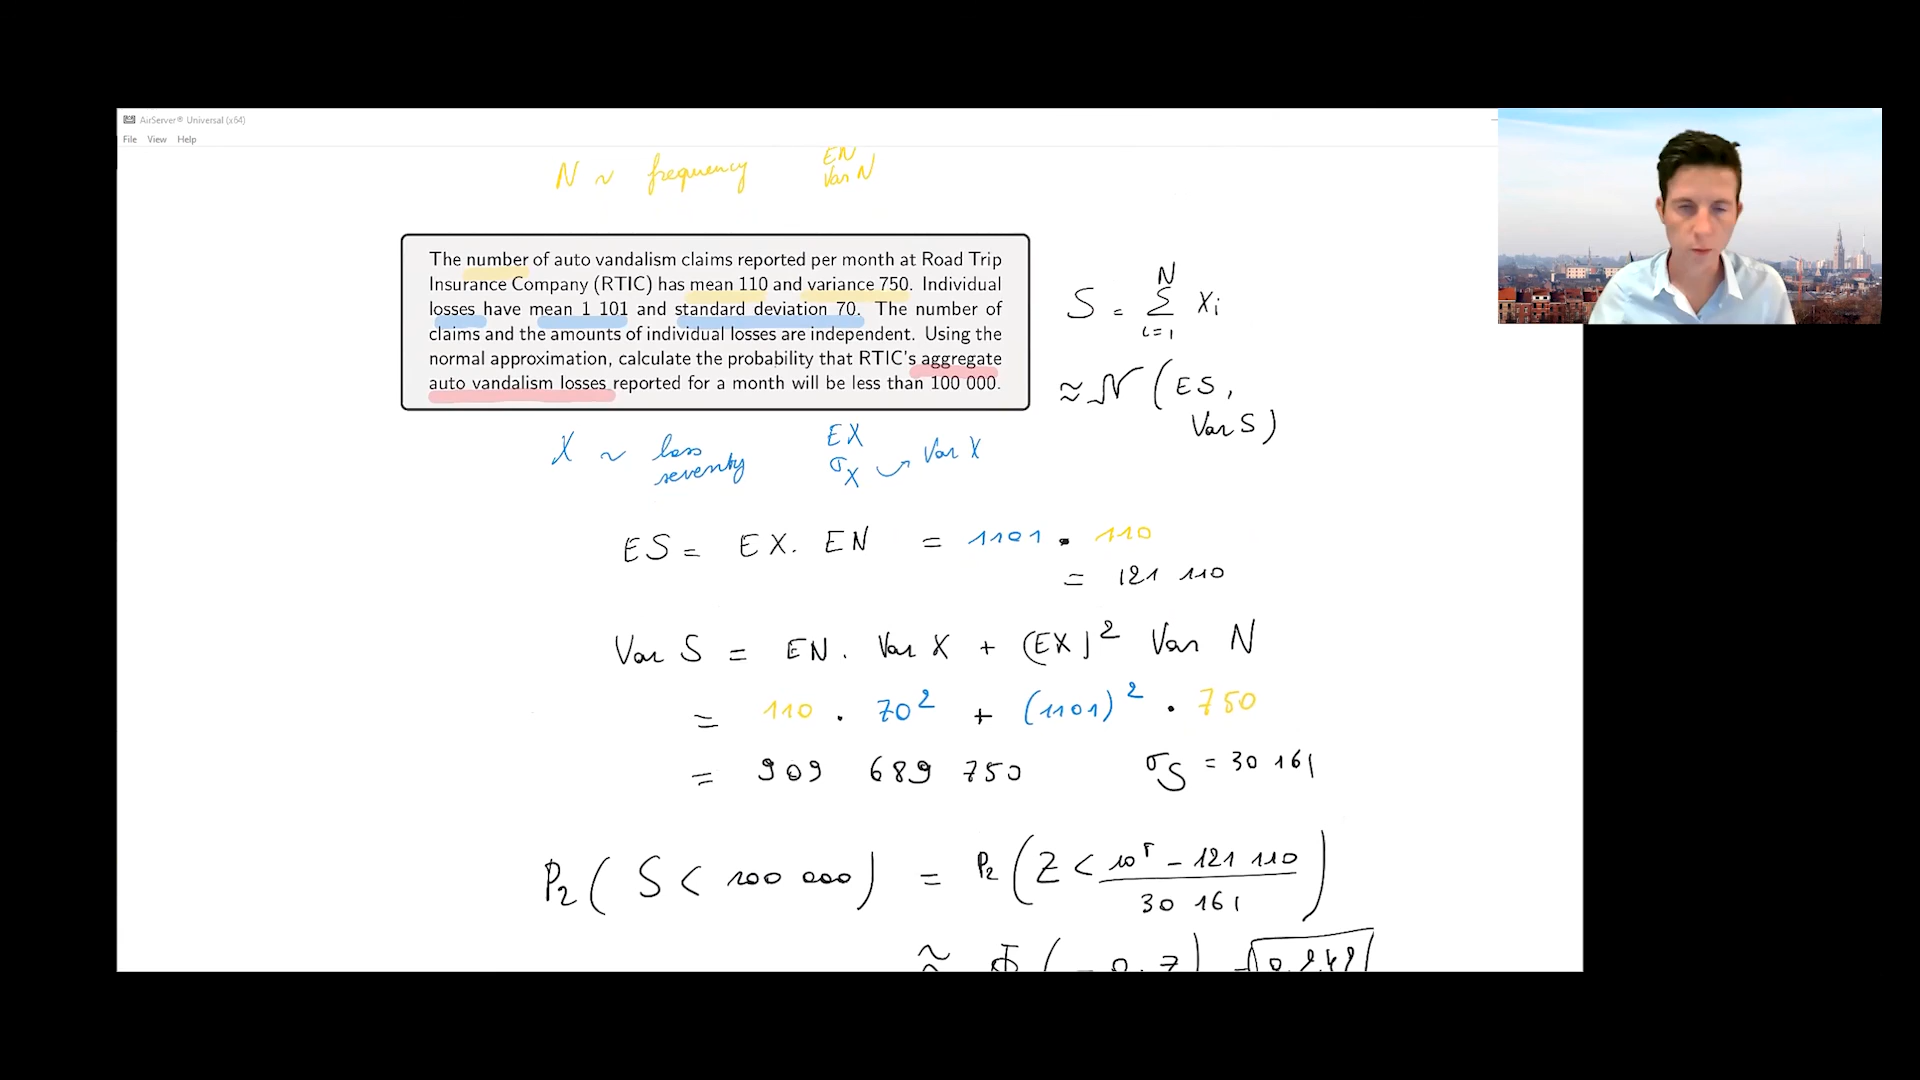 AirServer® Universal (x64)
File View Help
N ~ frequency EN
Var N
The number of auto vandalism claims reported per month at Road Trip
Insurance Company (RTIC) has mean 110 and variance 750. Individual
losses have mean 1 101 and standard deviation 70. The number of
claims and the amounts of individual losses are independent. Using the
normal approximation, calculate the probability that RTIC's aggregate
auto vandalism losses reported for a month will be less than 100 000.
S = N Σ i=1 Xi
≈ N (ES,
Var S)
X ~ loss
severity
EX
σX → Var X
ES = EX. EN = 1101 • 110
= 121 110
Var S = EN. Var X + (EX)² Var N
= 110 . 70² + (1101)² . 750
= 909 689 750 σS = 30 161
Pr( S < 100 000) = Pr( Z < 10⁵ - 121 110 / 30 161 )
≈ Φ ( -0.7)